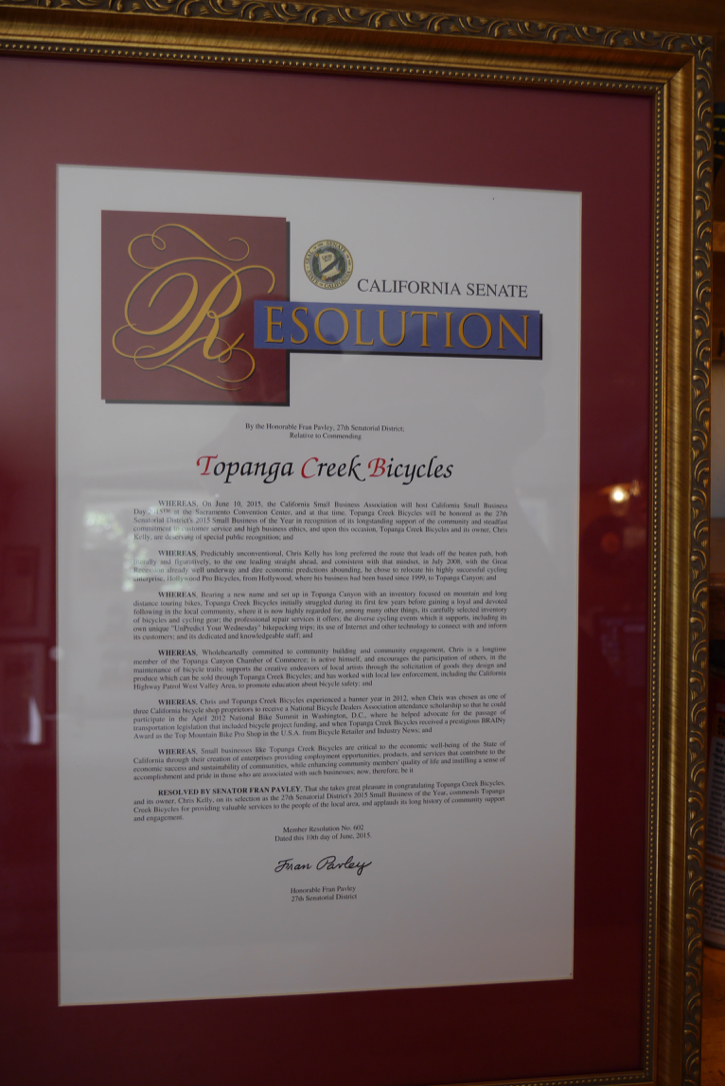 CALIFORNIA SENATE
RESOLUTION
By the Honorable Fran Pavley, 27th Senatorial District;
Relative to Commending
Topanga Creek Bicycles
WHEREAS, On June 10, 2015, the California Small Business Association will host California Small Business
Day, at the Sacramento Convention Center, and at that time, Topanga Creek Bicycles will be honored as the 27th
Senatorial District's 2015 Small Business of the Year in recognition of its longstanding support of the community and steadfast
commitment to customer service and high business ethics, and upon this occasion, Topanga Creek Bicycles and its owner, Chris
Kelly, are deserving of special public recognition; and
WHEREAS, Predictably unconventional, Chris Kelly has long preferred the route that leads off the beaten path, both
literally and figuratively, to the one leading straight ahead, and consistent with that mindset, in July 2008, with the Great
Recession already well underway and dire economic predictions abounding, he chose to relocate his highly successful cycling
enterprise, Hollywood Pro Bicycles, from Hollywood, where his business had been based since 1999, to Topanga Canyon; and
WHEREAS, Bearing a new name and set up in Topanga Canyon with an inventory focused on mountain and long
distance touring bikes, Topanga Creek Bicycles initially struggled during its first few years before gaining a loyal and devoted
following in the local community, where it is now highly regarded for, among many other things, its carefully selected inventory
of bicycles and cycling gear; the professional repair services it offers; the diverse cycling events which it supports, including its
own unique "UnPredict Your Wednesday" bikepacking trips; its use of Internet and other technology to connect with and inform
its customers; and its dedicated and knowledgeable staff; and
WHEREAS, Wholeheartedly committed to community building and community engagement, Chris is a longtime
member of the Topanga Canyon Chamber of Commerce; is active himself, and encourages the participation of others, in the
maintenance of bicycle trails; supports the creative endeavors of local artists through the solicitation of goods they design and
produce which can be sold through Topanga Creek Bicycles; and has worked with local law enforcement, including the California
Highway Patrol West Valley Area, to promote education about bicycle safety; and
WHEREAS, Chris and Topanga Creek Bicycles experienced a banner year in 2012, when Chris was chosen as one of
three California bicycle shop proprietors to receive a National Bicycle Dealers Association attendance scholarship so that he could
participate in the April 2012 National Bike Summit in Washington, D.C., where he helped advocate for the passage of
transportation legislation that included bicycle project funding, and when Topanga Creek Bicycles received a prestigious BRAINy
Award as the Top Mountain Bike Pro Shop in the U.S.A. from Bicycle Retailer and Industry News; and
WHEREAS, Small businesses like Topanga Creek Bicycles are critical to the economic well-being of the State of
California through their creation of enterprises providing employment opportunities, products, and services that contribute to the
economic success and sustainability of communities, while enhancing community members' quality of life and instilling a sense of
accomplishment and pride in those who are associated with such businesses; now, therefore, be it
RESOLVED BY SENATOR FRAN PAVLEY, That she takes great pleasure in congratulating Topanga Creek Bicycles,
and its owner, Chris Kelly, on its selection as the 27th Senatorial District's 2015 Small Business of the Year, commends Topanga
Creek Bicycles for providing valuable services to the people of the local area, and applauds its long history of community support
and engagement.
Member Resolution No. 602
Dated this 10th day of June, 2015.
Fran Pavley
Honorable Fran Pavley
27th Senatorial District